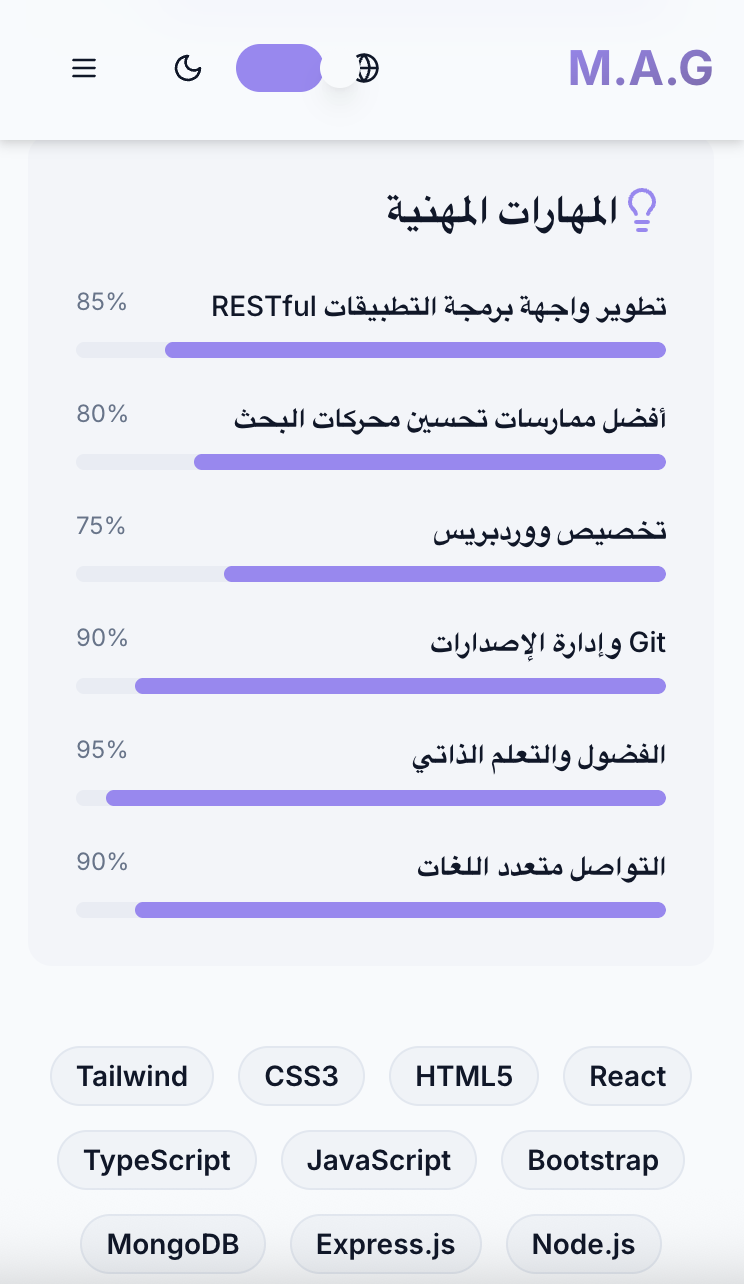 M.A.G
المهارات المهنية
تطوير واجهة برمجة التطبيقات RESTful
85%
أفضل ممارسات تحسين محركات البحث
80%
تخصيص ووردبريس
75%
Git وإدارة الإصدارات
90%
الفضول والتعلم الذاتي
95%
التواصل متعدد اللغات
90%
React HTML5 CSS3 Tailwind
Bootstrap JavaScript TypeScript
Node.js Express.js MongoDB